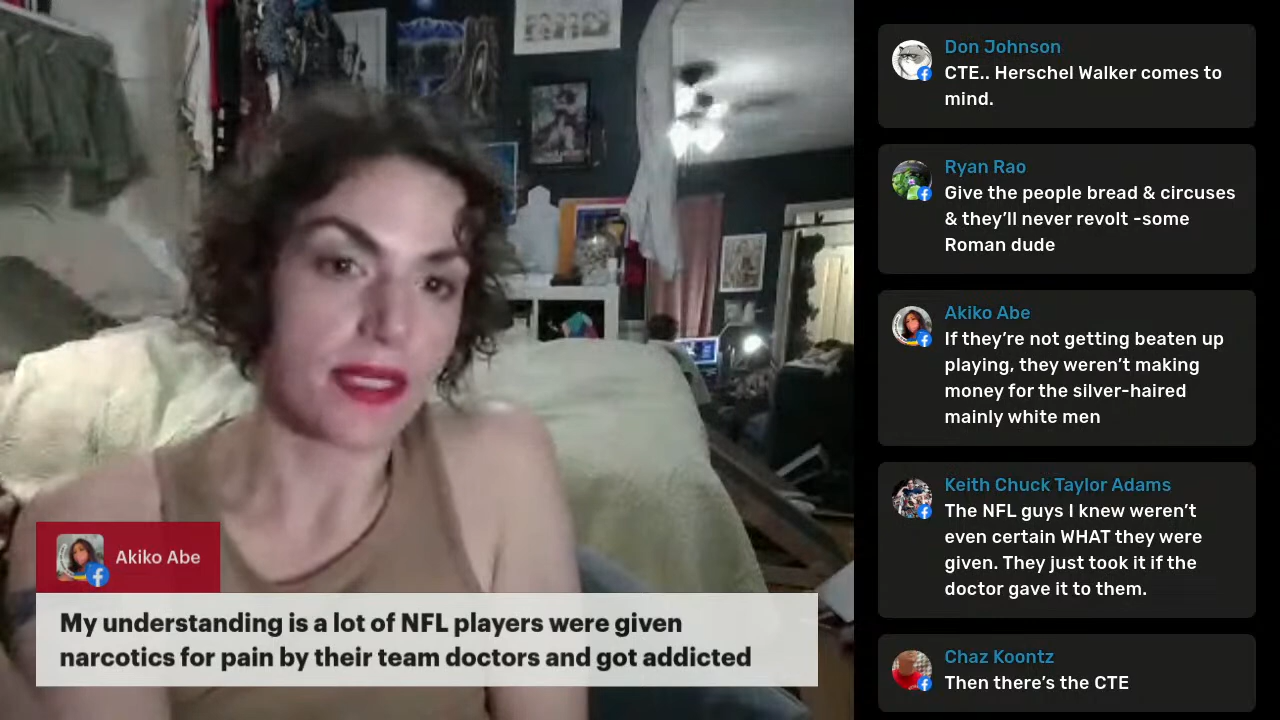 Akiko Abe
My understanding is a lot of NFL players were given
narcotics for pain by their team doctors and got addicted
Don Johnson
CTE.. Herschel Walker comes to
mind.
Ryan Rao
Give the people bread & circuses
& they’ll never revolt -some
Roman dude
Akiko Abe
If they’re not getting beaten up
playing, they weren’t making
money for the silver-haired
mainly white men
Keith Chuck Taylor Adams
The NFL guys I knew weren’t
even certain WHAT they were
given. They just took it if the
doctor gave it to them.
Chaz Koontz
Then there’s the CTE